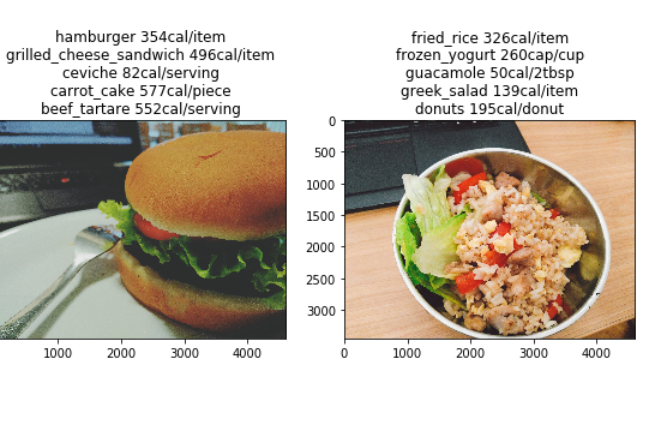 hamburger 354cal/item
grilled_cheese_sandwich 496cal/item
ceviche 82cal/serving
carrot_cake 577cal/piece
beef_tartare 552cal/serving
1000 2000 3000 4000
fried_rice 326cal/item
frozen_yogurt 260cap/cup
guacamole 50cal/2tbsp
greek_salad 139cal/item
donuts 195cal/donut
0
500
1000
1500
2000
2500
3000
0 1000 2000 3000 4000